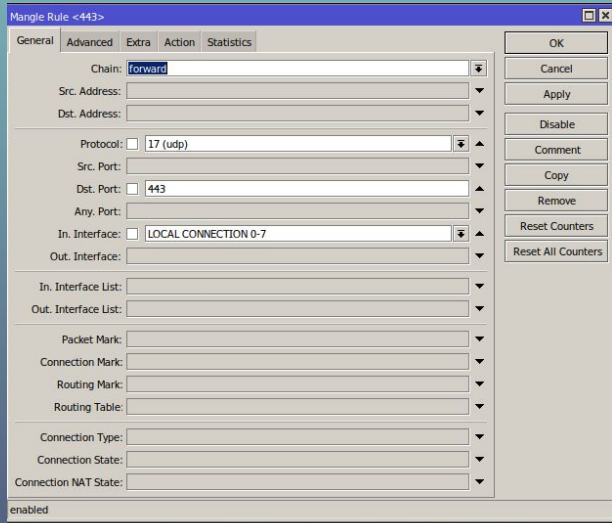 Mangle Rule <443>
General Advanced Extra Action Statistics
Chain: forward
Src. Address:
Dst. Address:
Protocol: 17 (udp)
Src. Port:
Dst. Port: 443
Any. Port:
In. Interface: LOCAL CONNECTION 0-7
Out. Interface:
In. Interface List:
Out. Interface List:
Packet Mark:
Connection Mark:
Routing Mark:
Routing Table:
Connection Type:
Connection State:
Connection NAT State:
OK
Cancel
Apply
Disable
Comment
Copy
Remove
Reset Counters
Reset All Counters
enabled